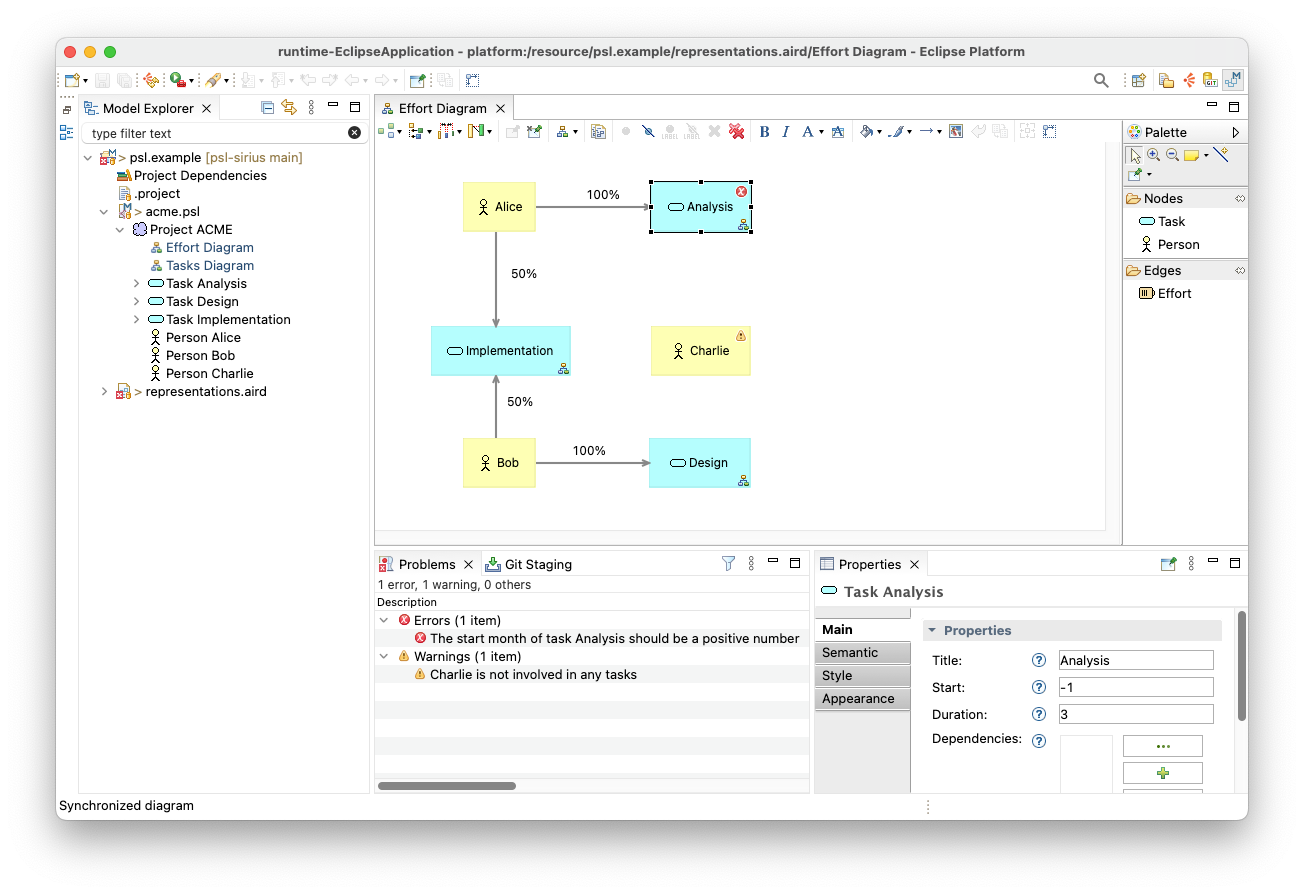 runtime-EclipseApplication - platform:/resource/psl.example/representations.aird/Effort Diagram - Eclipse Platform
GIT
M
Model Explorer
type filter text
> psl.example [psl-sirius main]
Project Dependencies
.project
> acme.psl
Project ACME
Effort Diagram
Tasks Diagram
Task Analysis
Task Design
Task Implementation
Person Alice
Person Bob
Person Charlie
> representations.aird
Effort Diagram
LABEL LABEL
B I A A
Alice
100%
Analysis
50%
Implementation
Charlie
50%
Bob
100%
Design
Palette
Nodes
Task
Person
Edges
Effort
Problems
Git Staging
1 error, 1 warning, 0 others
Description
Errors (1 item)
The start month of task Analysis should be a positive number
Warnings (1 item)
Charlie is not involved in any tasks
Properties
Task Analysis
Main
Semantic
Style
Appearance
Properties
Title: ? Analysis
Start: ? -1
Duration: ? 3
Dependencies: ? ...
Synchronized diagram